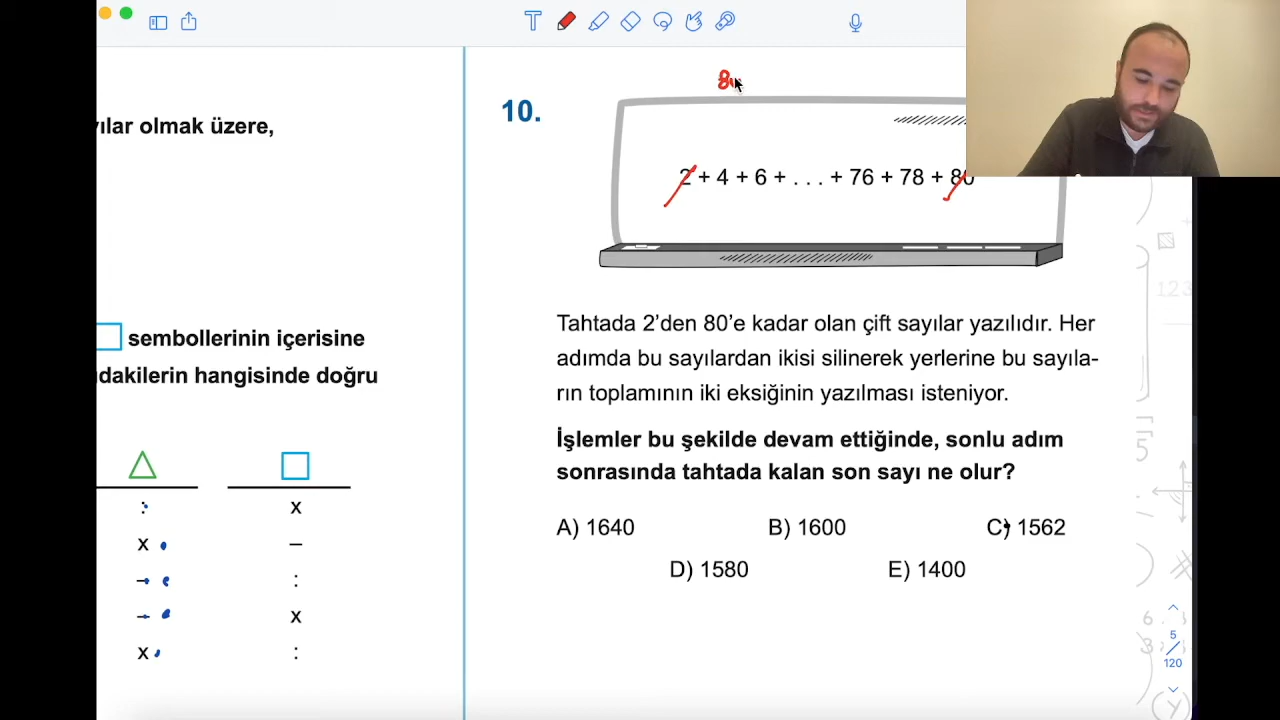 ılar olmak üzere,
sembollerinin içerisine
dakilerin hangisinde doğru
: x
x –
– :
– x
x :
10.
2 + 4 + 6 + . . . + 76 + 78 + 80
Tahtada 2’den 80’e kadar olan çift sayılar yazılıdır. Her
adımda bu sayılardan ikisi silinerek yerlerine bu sayıla-
rın toplamının iki eksiğinin yazılması isteniyor.
İşlemler bu şekilde devam ettiğinde, sonlu adım
sonrasında tahtada kalan son sayı ne olur?
A) 1640 B) 1600 C) 1562
D) 1580 E) 1400
5
120